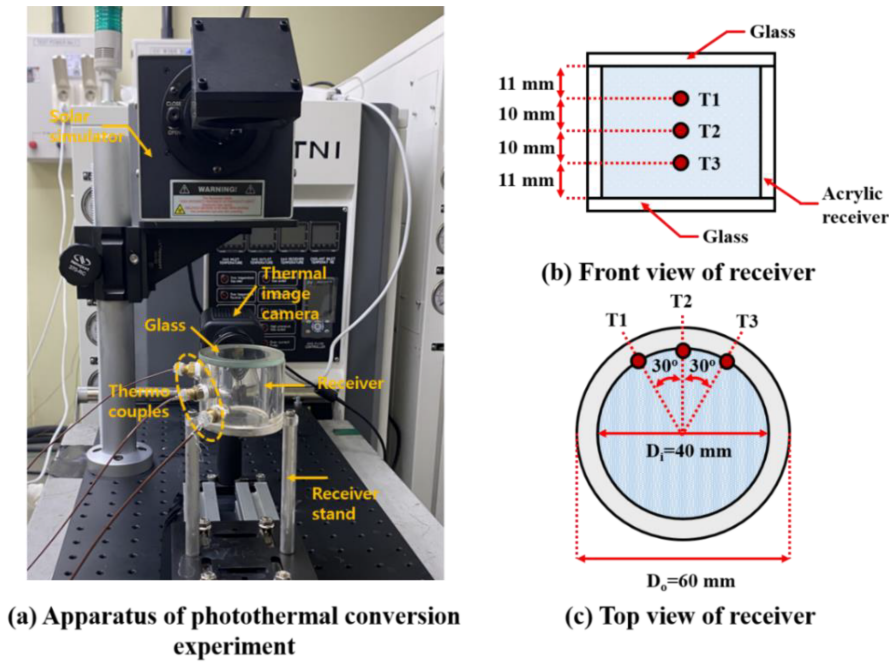 Solar
simulator
TNI
WARNING!
Thermal
image
camera
Glass
Receiver
Thermo
couples
Receiver
stand
(a) Apparatus of photothermal conversion
experiment
Glass
11 mm
T1
10 mm
T2
10 mm
T3
11 mm
Acrylic
receiver
Glass
(b) Front view of receiver
T2
T1
T3
30° 30°
Di=40 mm
Do=60 mm
(c) Top view of receiver